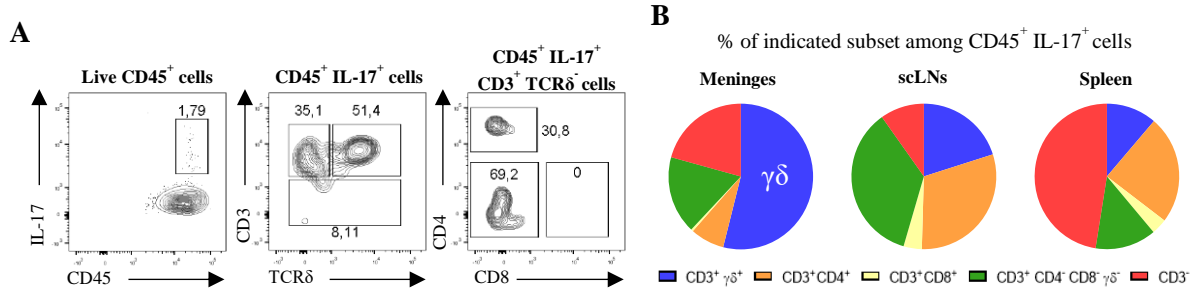 A
B
% of indicated subset among CD45⁺ IL-17⁺ cells
Live CD45⁺ cells
CD45⁺ IL-17⁺ cells
CD45⁺ IL-17⁺
CD3⁺ TCRδ⁻ cells
Meninges
scLNs
Spleen
1,79
35,1
51,4
8,11
30,8
69,2
0
IL-17
CD45
CD3
TCRδ
CD4
CD8
γδ
CD3⁺ γδ⁺
CD3⁺CD4⁺
CD3⁺CD8⁺
CD3⁺ CD4⁻ CD8⁻ γδ⁻
CD3⁻